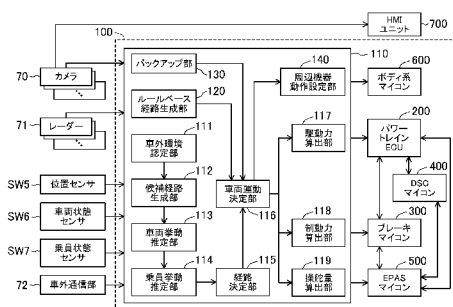 100
HMI
ユニット
700
110
70
カメラ
バックアップ部
130
140
周辺機器
動作設定部
600
ボディ系
マイコン
ルールベース
経路生成部
120
71
レーダー
車外環境
認定部
111
117
駆動力
算出部
200
パワー
トレイン
ECU
SW5
位置センサ
候補経路
生成部
112
車両運動
決定部
116
400
DSC
マイコン
SW6
車両状態
センサ
113
車両挙動
推定部
118
制動力
算出部
300
ブレーキ
マイコン
SW7
乗員状態
センサ
114
115
119
500
72
車外通信部
乗員挙動
推定部
経路
決定部
操舵量
算出部
EPAS
マイコン